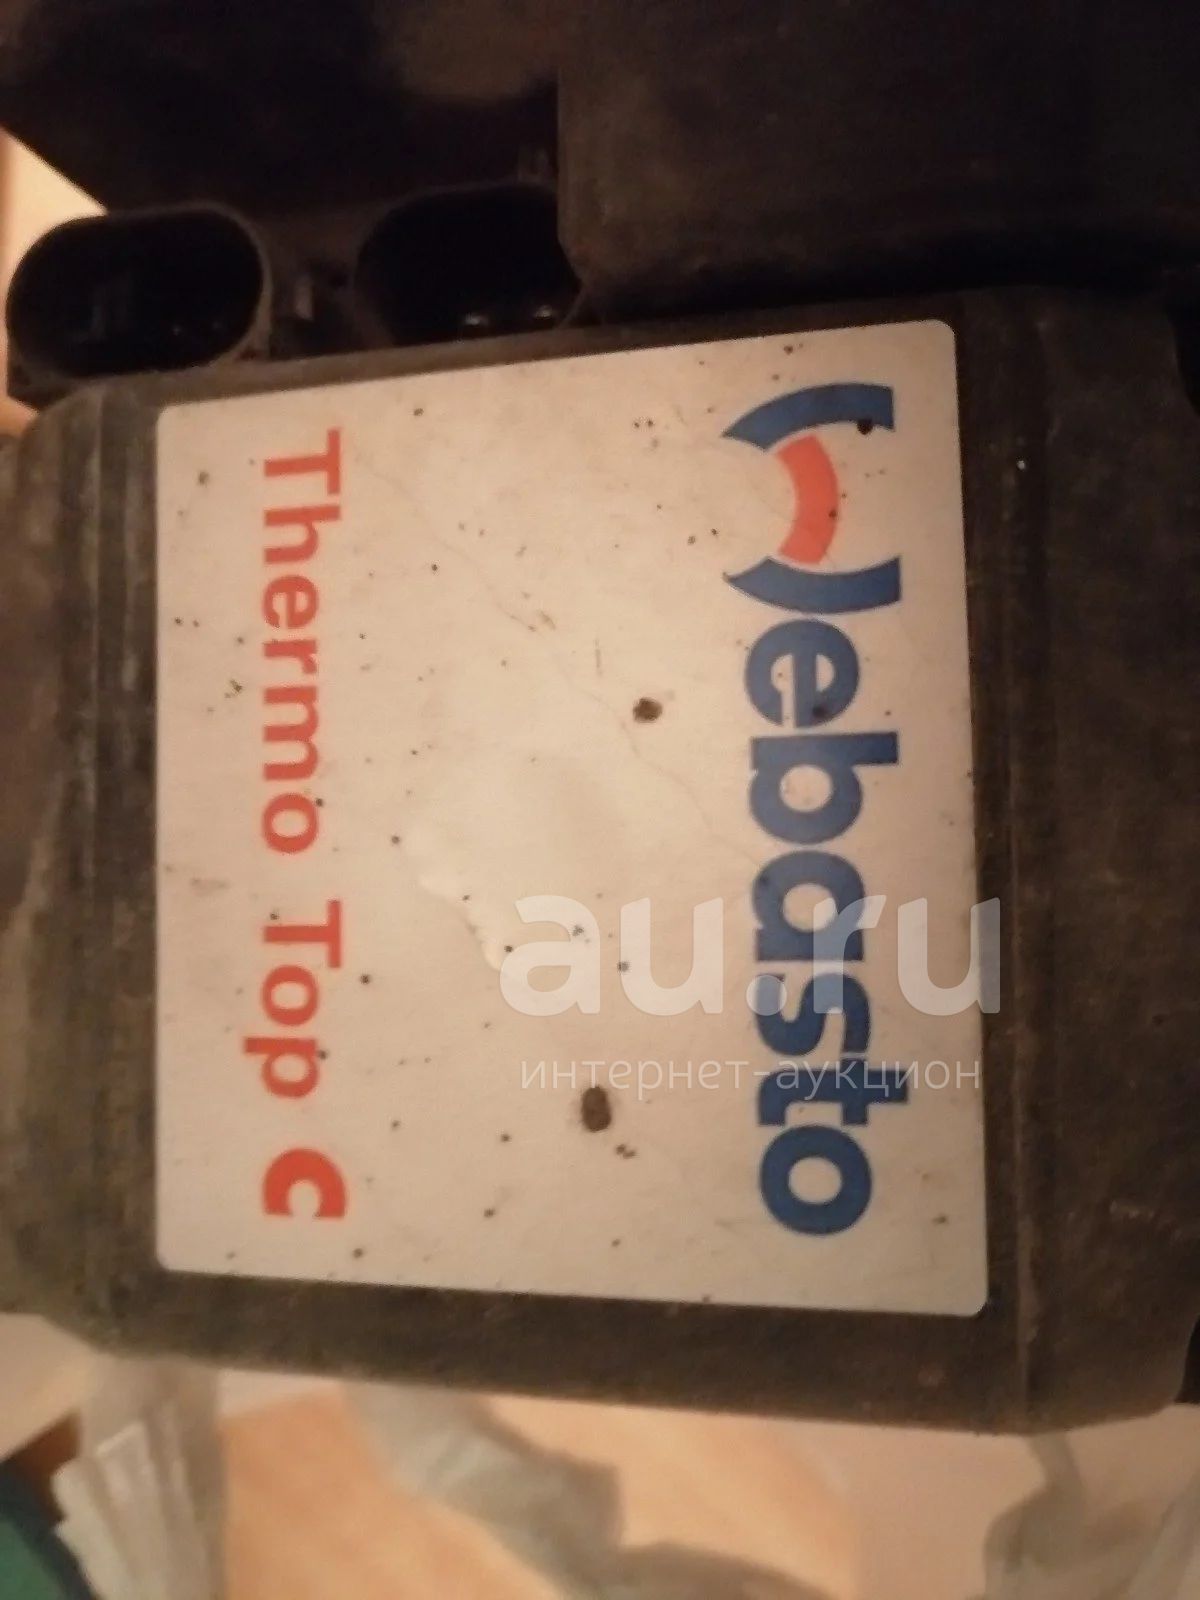 webasto
Thermo Top C
au.ru
интернет-аукцион